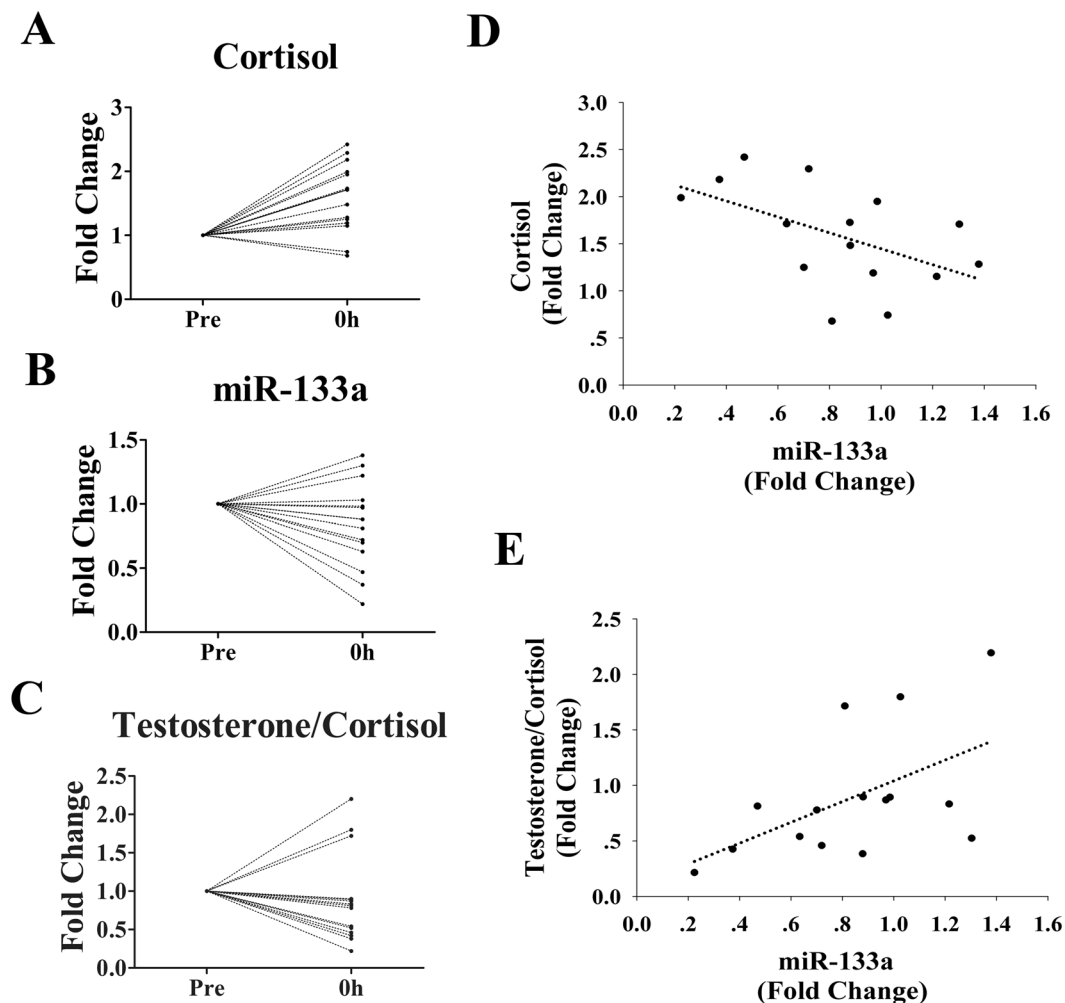 A
Cortisol
Fold Change
3
2
1
0
Pre
0h
B
miR-133a
Fold Change
1.5
1.0
0.5
0.0
Pre
0h
C
Testosterone/Cortisol
Fold Change
2.5
2.0
1.5
1.0
0.5
0.0
Pre
0h
D
Cortisol
(Fold Change)
3.0
2.5
2.0
1.5
1.0
.5
0.0
0.0 .2 .4 .6 .8 1.0 1.2 1.4 1.6
miR-133a
(Fold Change)
E
Testosterone/Cortisol
(Fold Change)
2.5
2.0
1.5
1.0
.5
0.0
0.0 .2 .4 .6 .8 1.0 1.2 1.4 1.6
miR-133a
(Fold Change)